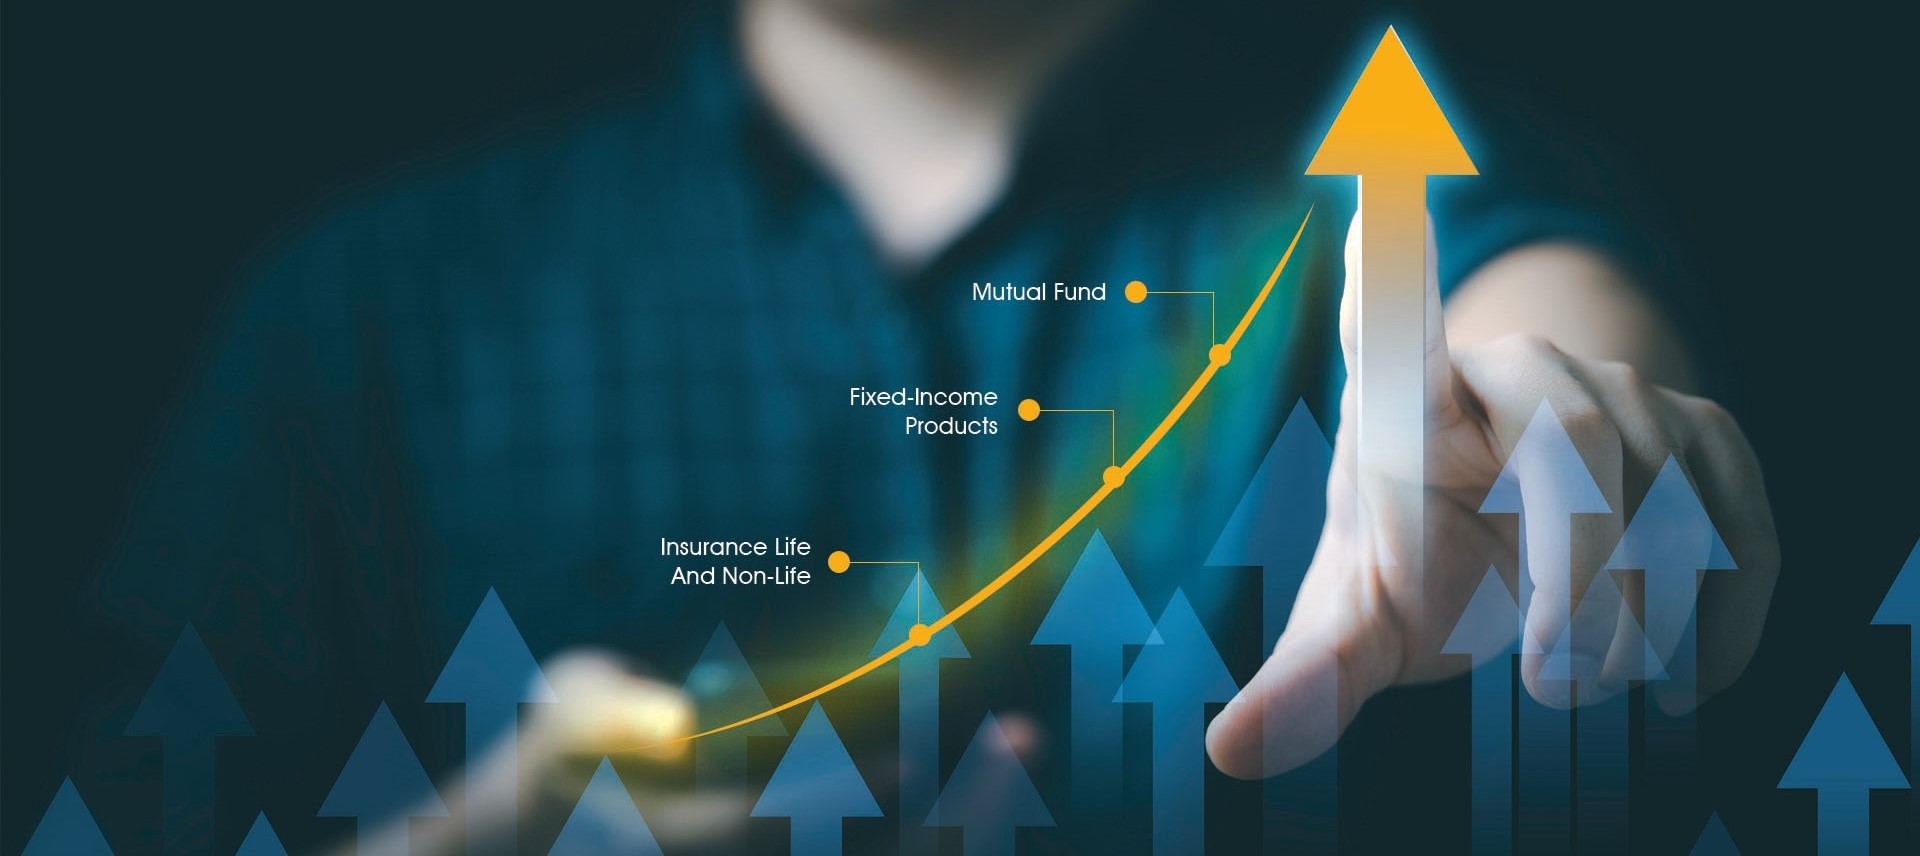 Mutual Fund
Fixed-Income
Products
Insurance Life
And Non-Life